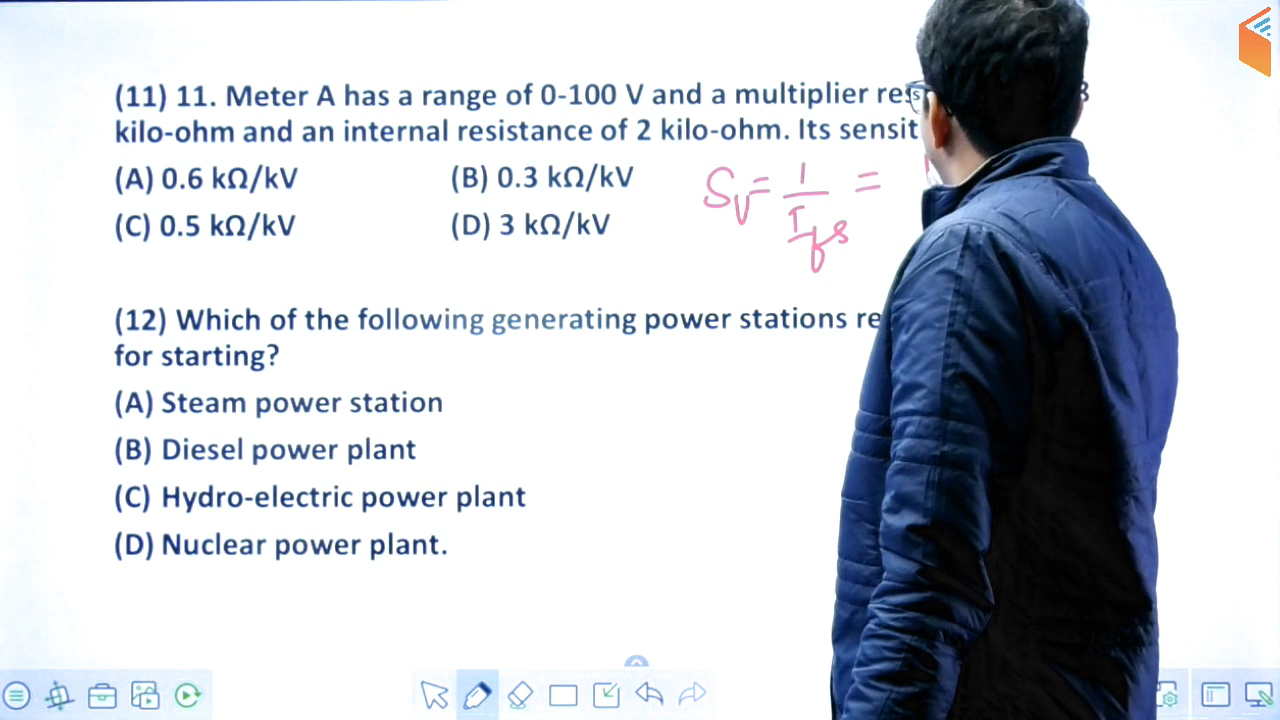 (11) 11. Meter A has a range of 0-100 V and a multiplier
kilo-ohm and an internal resistance of 2 kilo-ohm. Its
(A) 0.6 kΩ/kV (B) 0.3 kΩ/kV
(C) 0.5 kΩ/kV (D) 3 kΩ/kV
Sv = 1/Ifs =
(12) Which of the following generating power stations
for starting?
(A) Steam power station
(B) Diesel power plant
(C) Hydro-electric power plant
(D) Nuclear power plant.